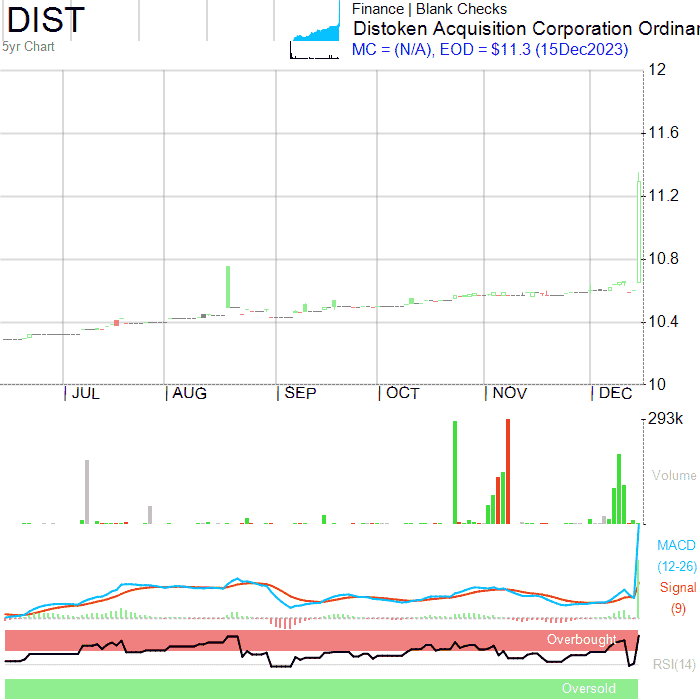 DIST
5yr Chart
Finance | Blank Checks
Distoken Acquisition Corporation Ordinar
MC = (N/A), EOD = $11.3 (15Dec2023)
12
11.6
11.2
10.8
10.4
10
JUL AUG SEP OCT NOV DEC
293k
Volume
MACD
(12-26)
Signal
(9)
Overbought
RSI(14)
Oversold